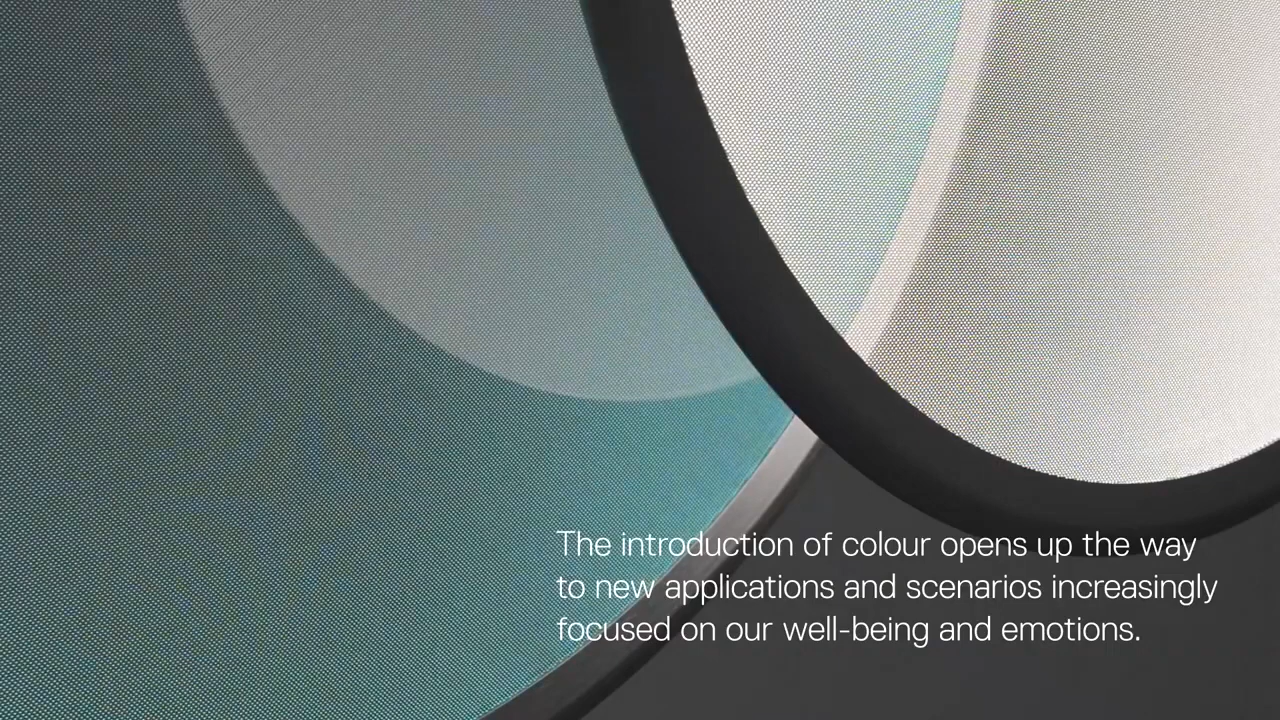 The introduction of colour opens up the way
to new applications and scenarios increasingly
focused on our well-being and emotions.